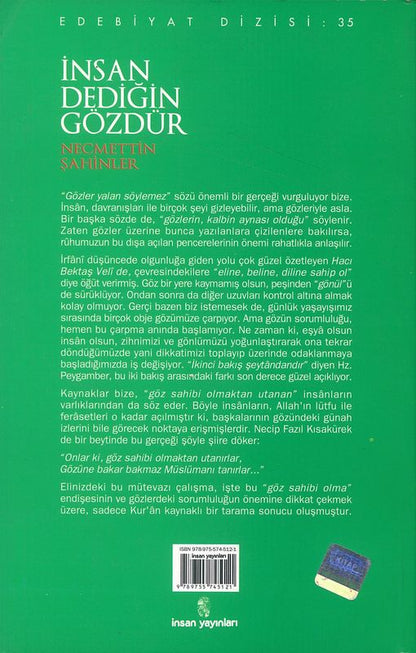 EDEBİYAT DİZİSİ: 35
İNSAN
DEDİĞİN
GÖZDÜR
NECMETTİN
ŞAHİNLER
"Gözler yalan söylemez" sözü önemli bir gerçeği vurguluyor bize.
İnsân, davranışları ile birçok şeyi gizleyebilir, ama gözleriyle asla.
Bir başka sözde de, "gözlerin, kalbin aynası olduğu" söylenir.
Zaten gözler üzerine bunca yazılanlara çizilenlere bakılırsa,
rûhumuzun bu dışa açılan pencerelerinin önemi rahatlıkla anlaşılır.
İrfânî düşüncede olgunluğa giden yolu çok güzel özetleyen Hacı
Bektaş Velî de, çevresindekilere "eline, beline, diline sahip ol"
diye öğüt verirmiş. Göz bir yere kaymamış olsun, peşinden "gönül"ü
de sürüklüyor. Ondan sonra da diğer uzuvları kontrol altına almak
kolay olmuyor. Gerçi bazen biz istemesek de, günlük yaşayışımız
sırasında birçok obje gözümüze çarpıyor. Ama gözün sorumluluğu,
hemen bu çarpma anında başlamıyor. Ne zaman ki, eşyâ olsun
insân olsun, zihnimizi ve gönlümüzü yoğunlaştırarak ona tekrar
döndüğümüzde yani dikkatimizi toplayıp üzerinde odaklanmaya
başladığımızda iş değişiyor. "İkinci bakış şeytândandır" diyen Hz.
Peygamber, bu iki bakış arasındaki farkı son derece güzel açıklıyor.
Kaynaklar bize, "göz sahibi olmaktan utanan" insânların
varlıklarından da söz eder. Böyle insânların, Allah'ın lütfu ile
ferâsetleri o kadar açılmıştır ki, başkalarının gözündeki günah
izlerini bile görecek noktaya erişmişlerdir. Necip Fazıl Kısakürek
de bir beytinde bu gerçeği şöyle şiire döker:
"Onlar ki, göz sahibi olmaktan utanırlar,
Gözüne bakar bakmaz Müslümanı tanırlar..."
Elinizdeki bu mütevazı çalışma, işte bu "göz sahibi olma"
endişesinin ve gözlerdeki sorumluluğun önemine dikkat çekmek
üzere, sadece Kur'ân kaynaklı bir tarama sonucu oluşmuştur.
ISBN 978-975-574-512-1
insan yayınları
9 789755 745121
insan yayınları